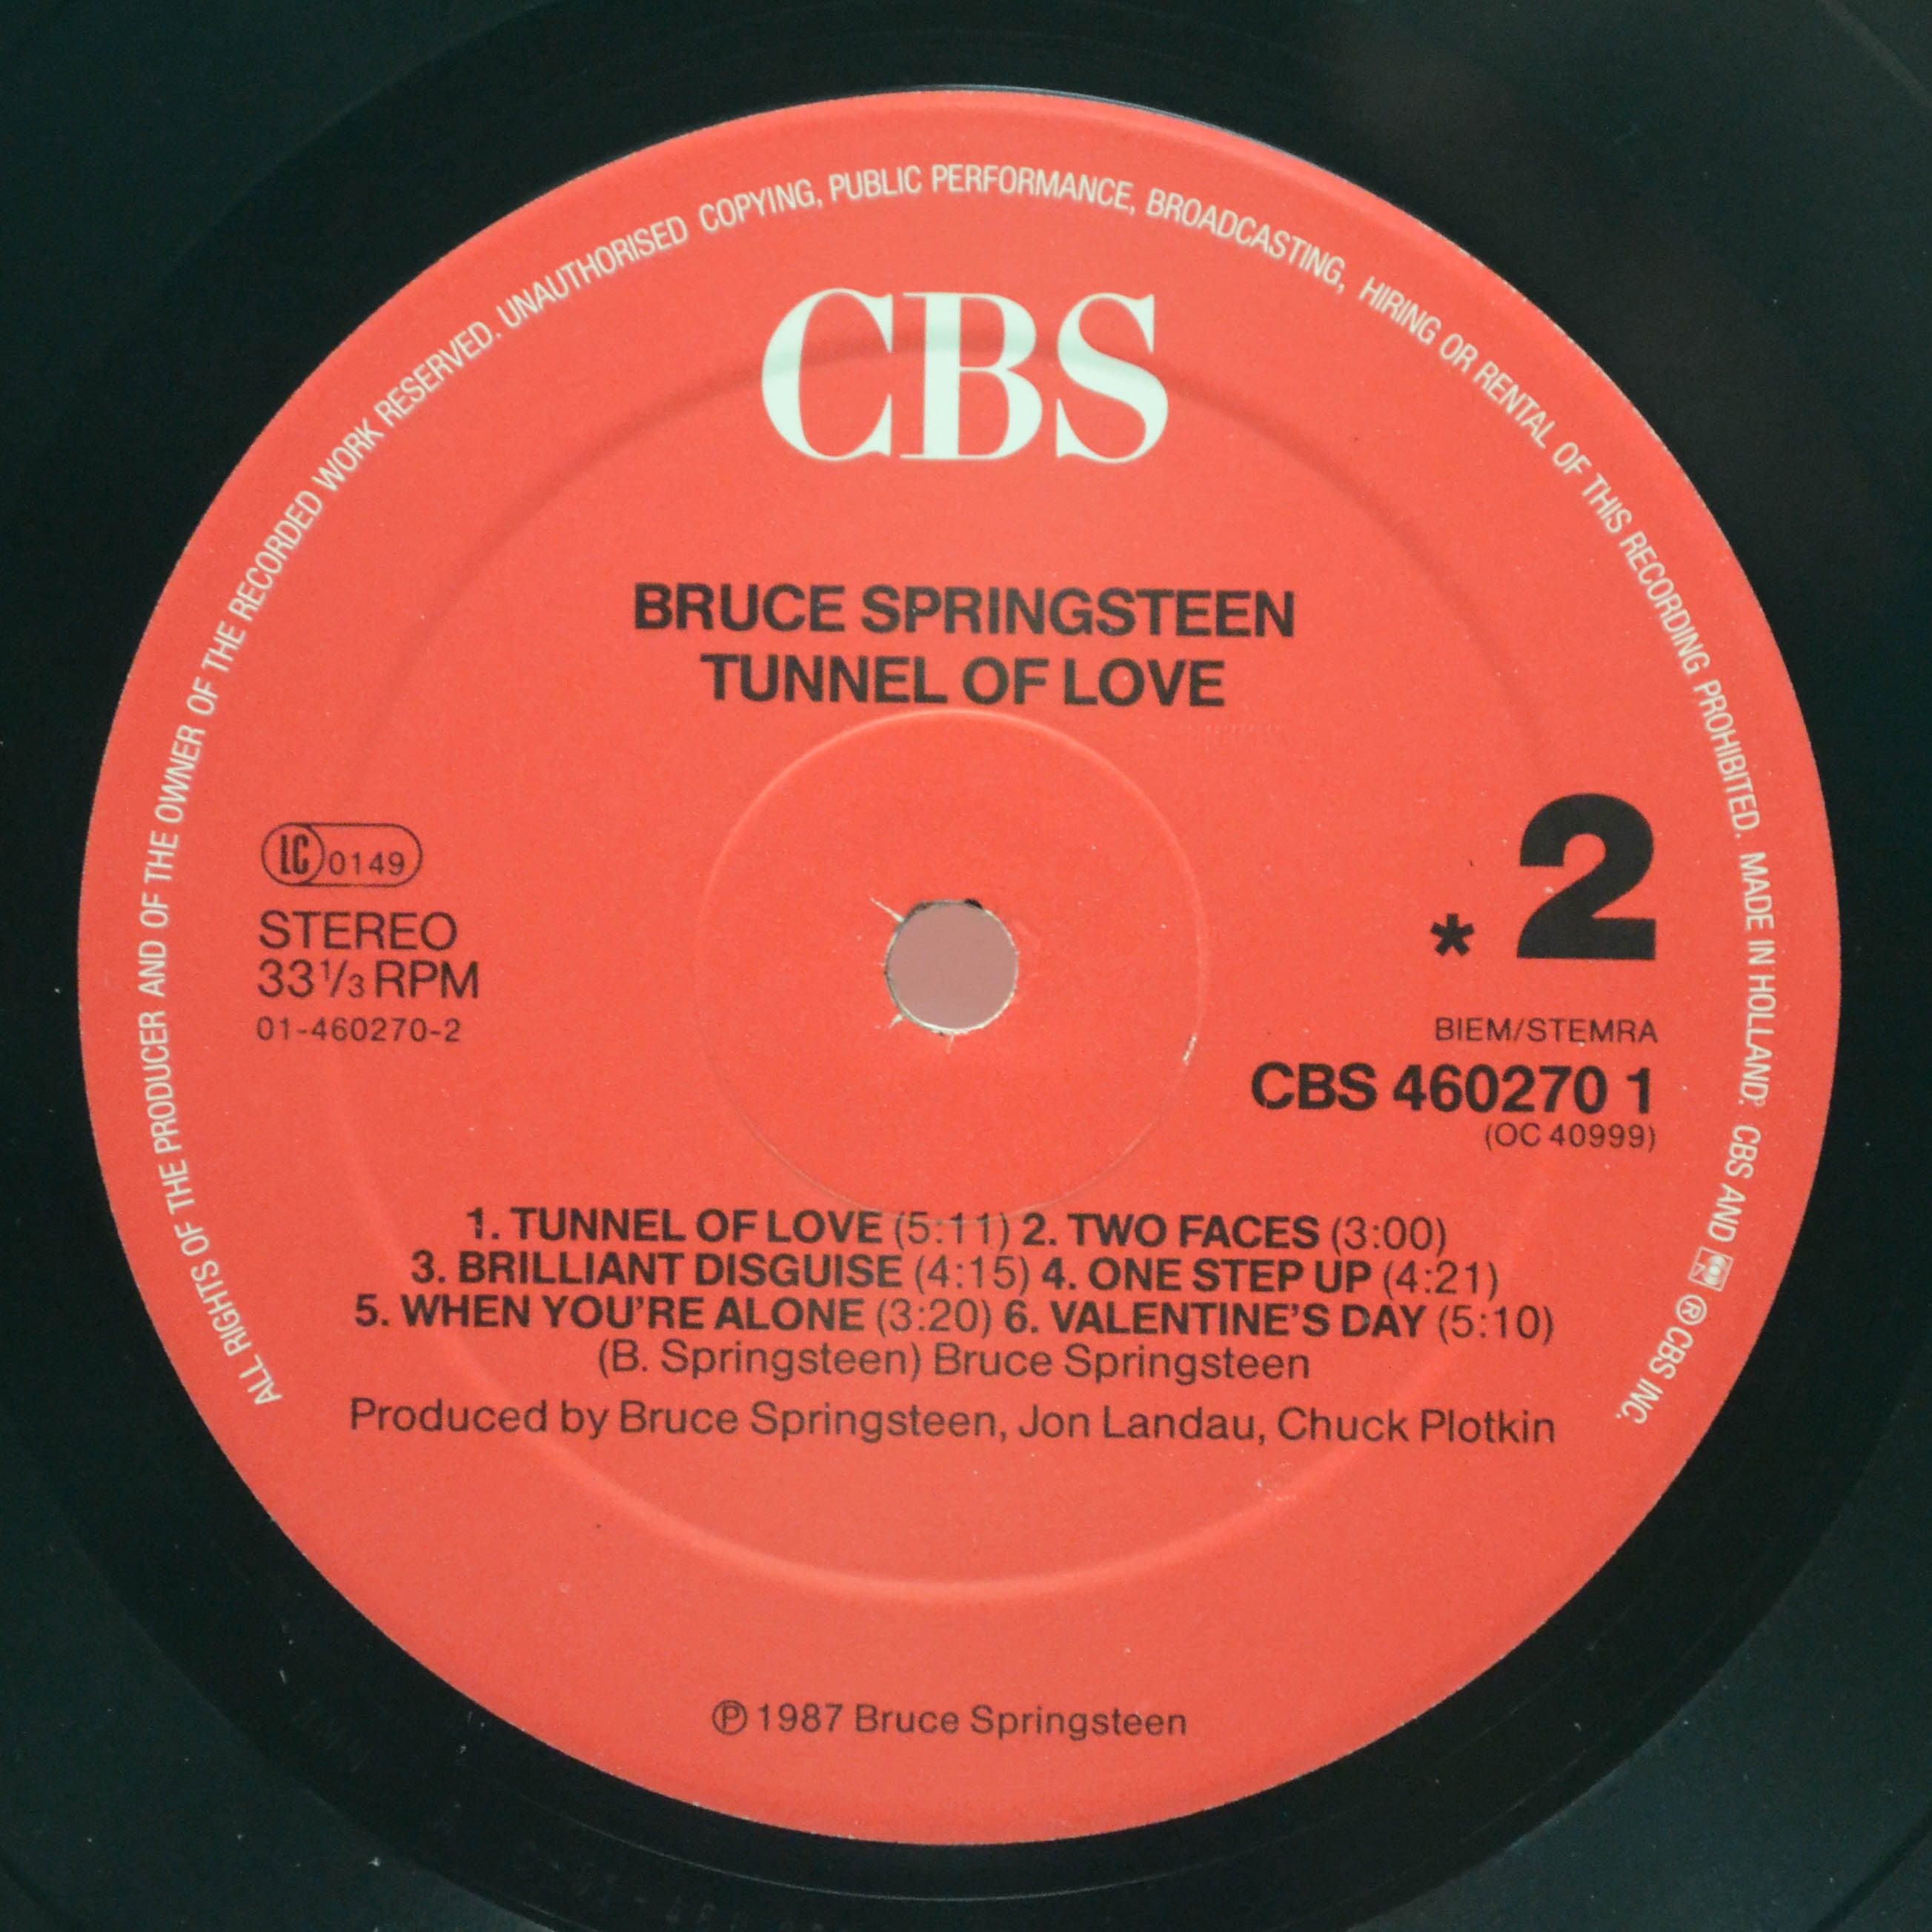 ALL RIGHTS OF THE PRODUCER AND OF THE OWNER OF THE RECORDED WORK RESERVED. UNAUTHORISED COPYING, PUBLIC PERFORMANCE, BROADCASTING, HIRING OR RENTAL OF THIS RECORDING PROHIBITED. MADE IN HOLLAND. CBS AND ® CBS INC.
CBS
BRUCE SPRINGSTEEN
TUNNEL OF LOVE
LC 0149
STEREO
33 1/3 RPM
01-460270-2
* 2
BIEM/STEMRA
CBS 460270 1
(OC 40999)
1. TUNNEL OF LOVE (5:11) 2. TWO FACES (3:00)
3. BRILLIANT DISGUISE (4:15) 4. ONE STEP UP (4:21)
5. WHEN YOU'RE ALONE (3:20) 6. VALENTINE'S DAY (5:10)
(B. Springsteen) Bruce Springsteen
Produced by Bruce Springsteen, Jon Landau, Chuck Plotkin
℗ 1987 Bruce Springsteen